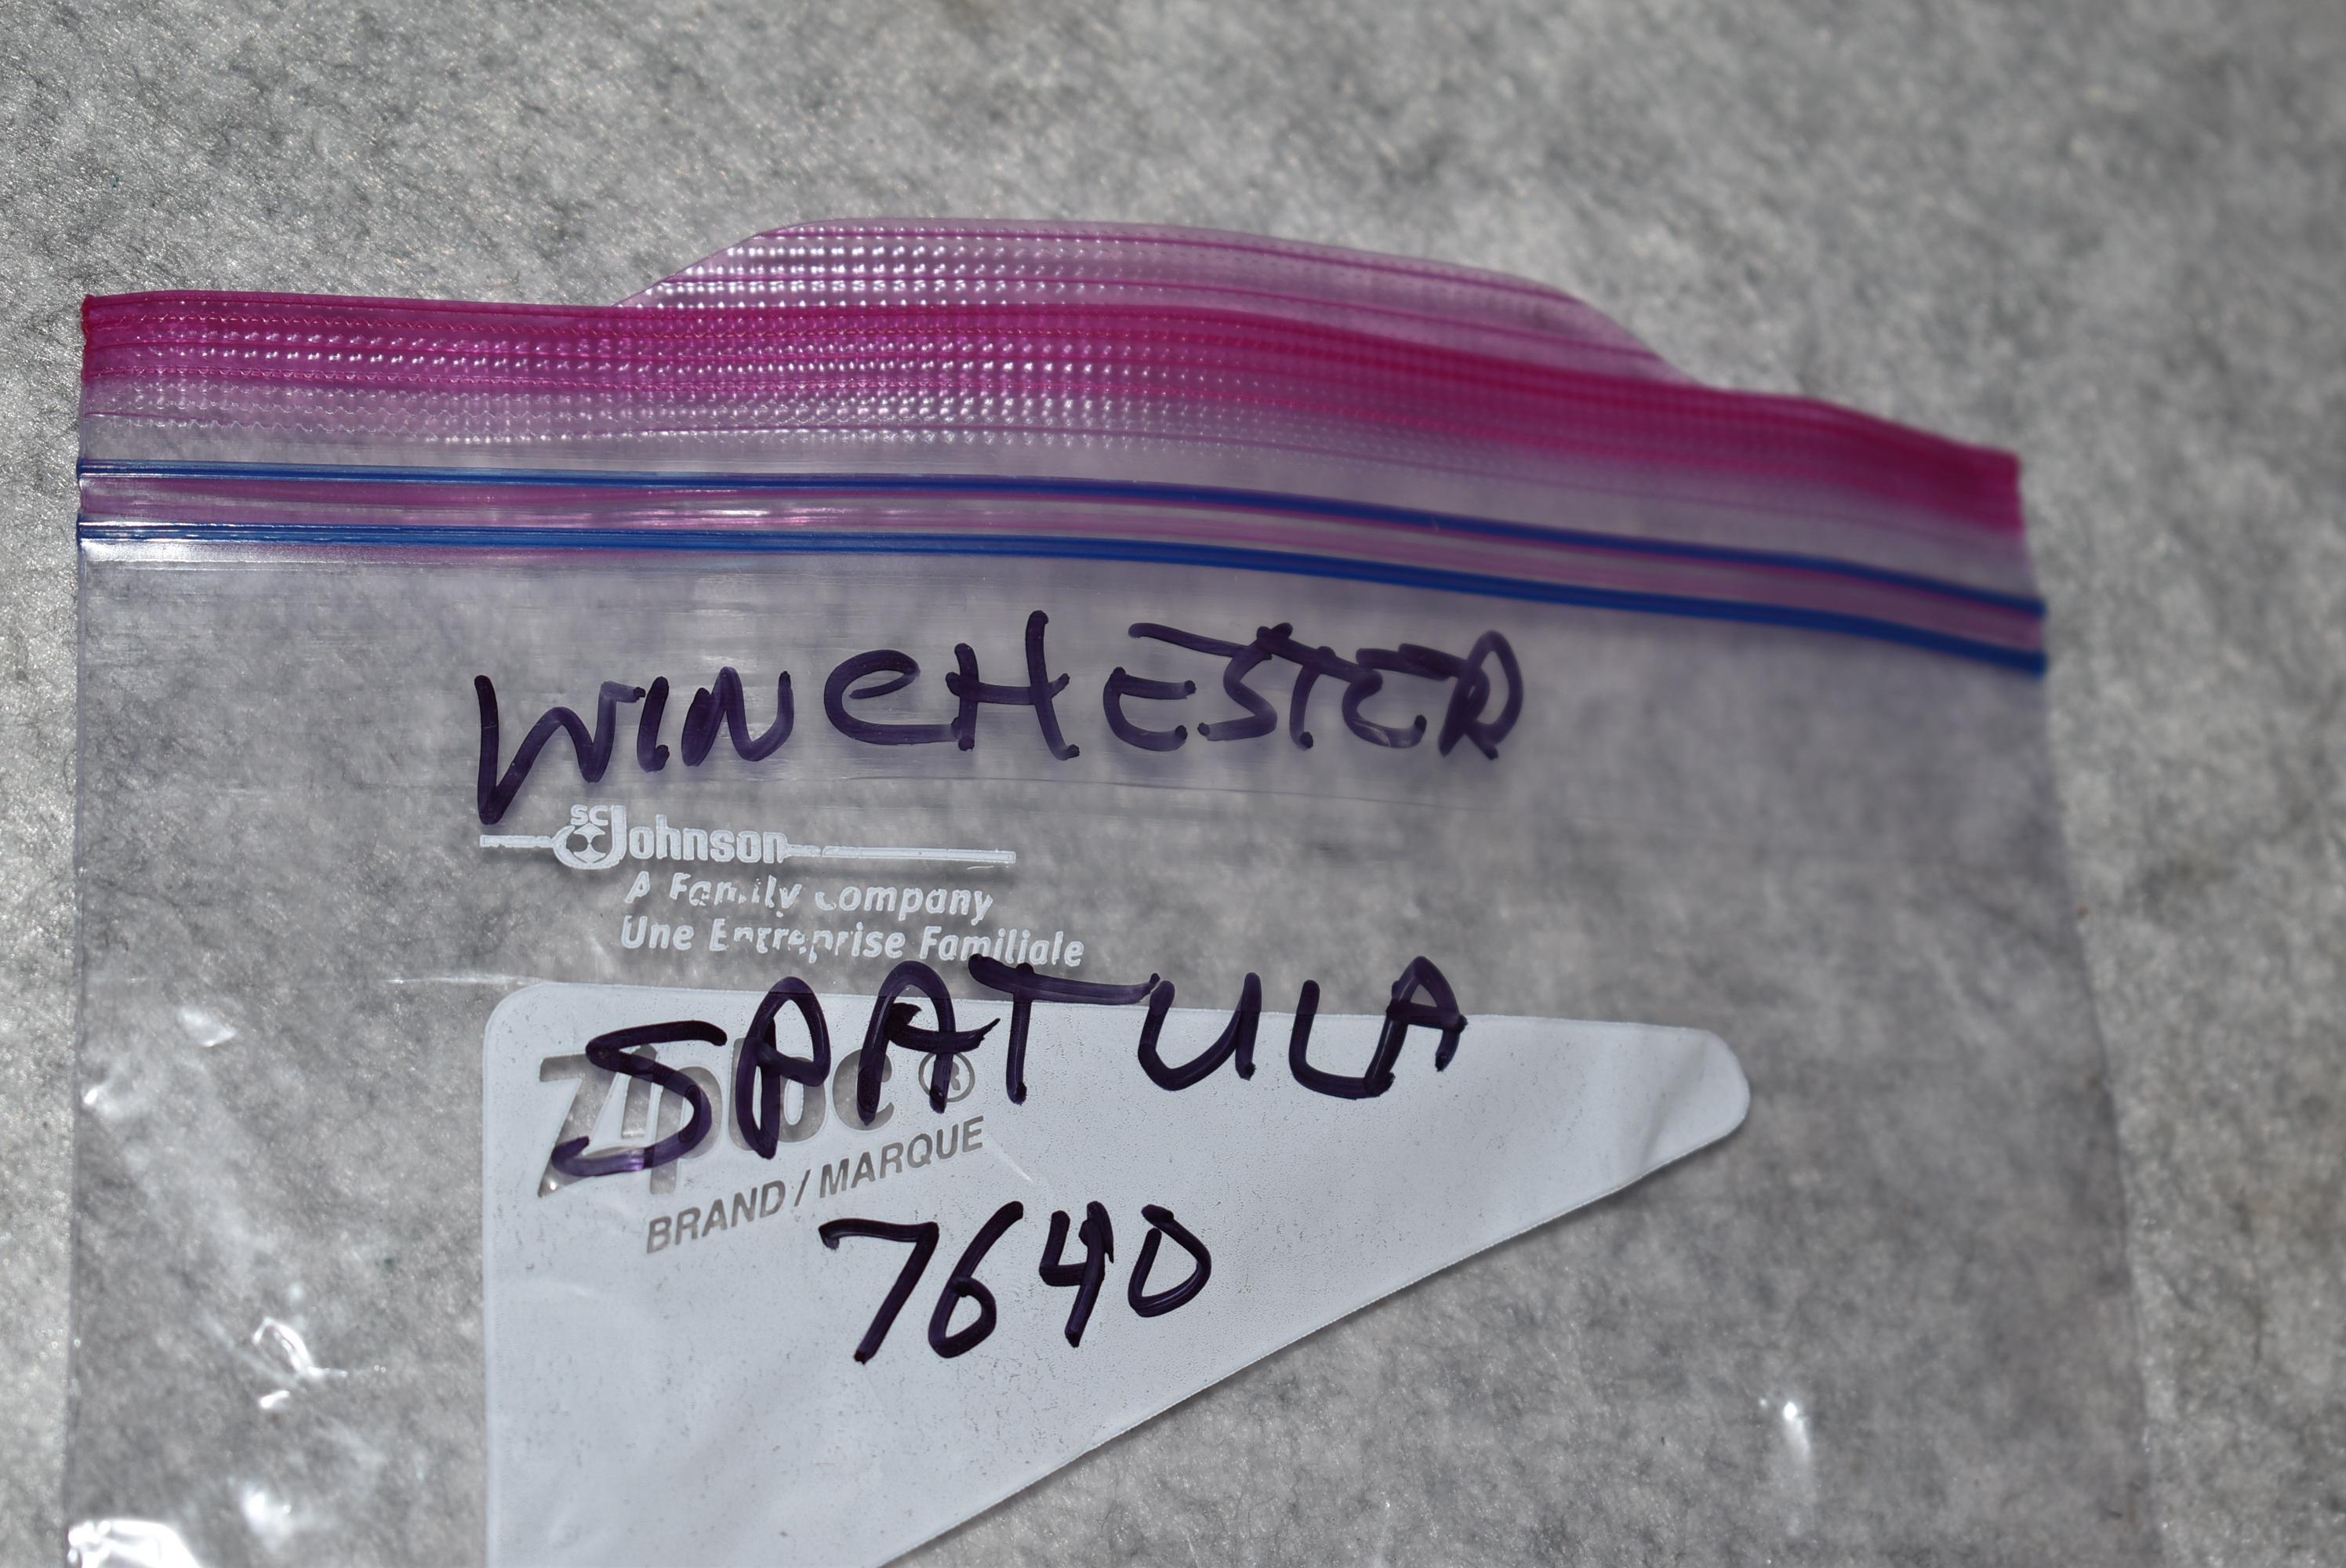 WINCHESTER
SC Johnson
A Family Company
Une Entreprise Familiale
SPATULA
Ziploc®
BRAND / MARQUE
7640